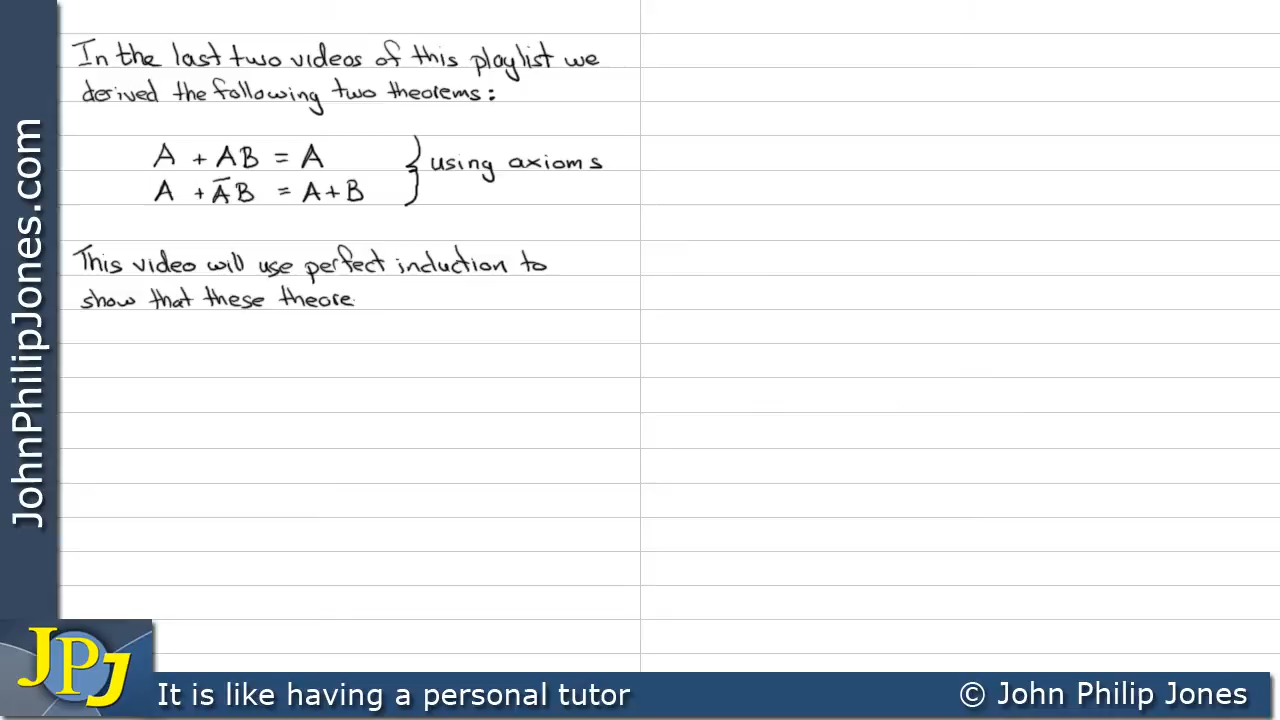 In the last two videos of this playlist we
derived the following two theorems:
A + AB = A
A + A̅B = A+B
} using axioms
This video will use perfect induction to
show that these theore
JohnPhilipJones.com
JPJ
It is like having a personal tutor
© John Philip Jones